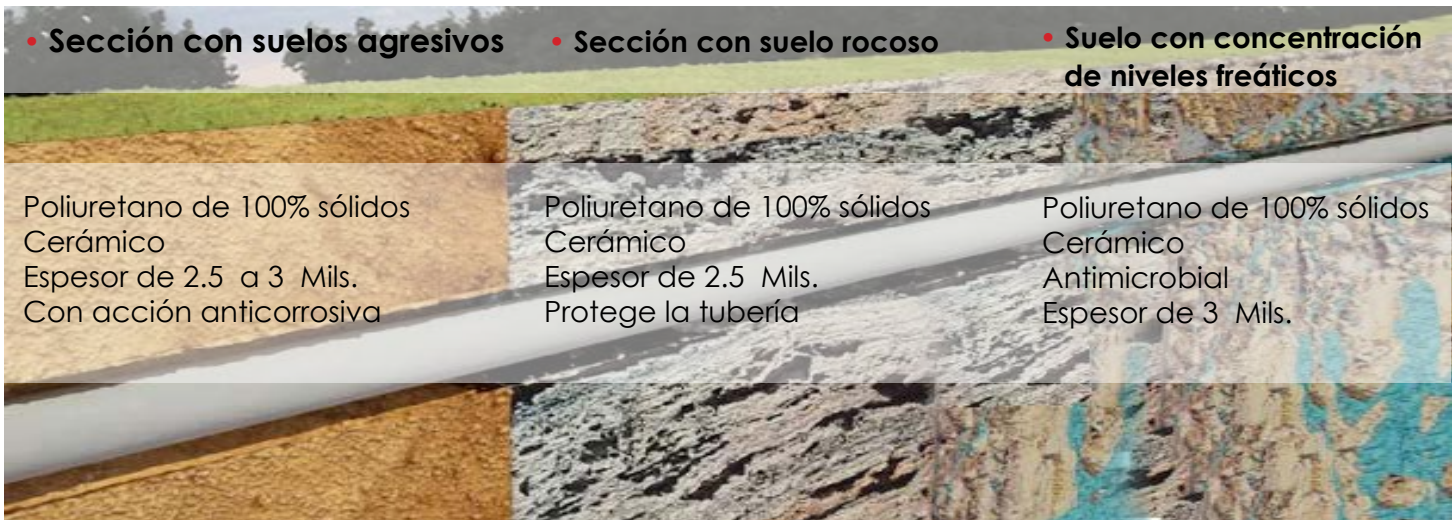 • Sección con suelos agresivos
Poliuretano de 100% sólidos
Cerámico
Espesor de 2.5 a 3 Mils.
Con acción anticorrosiva
• Sección con suelo rocoso
Poliuretano de 100% sólidos
Cerámico
Espesor de 2.5 Mils.
Protege la tubería
• Suelo con concentración
de niveles freáticos
Poliuretano de 100% sólidos
Cerámico
Antimicrobial
Espesor de 3 Mils.